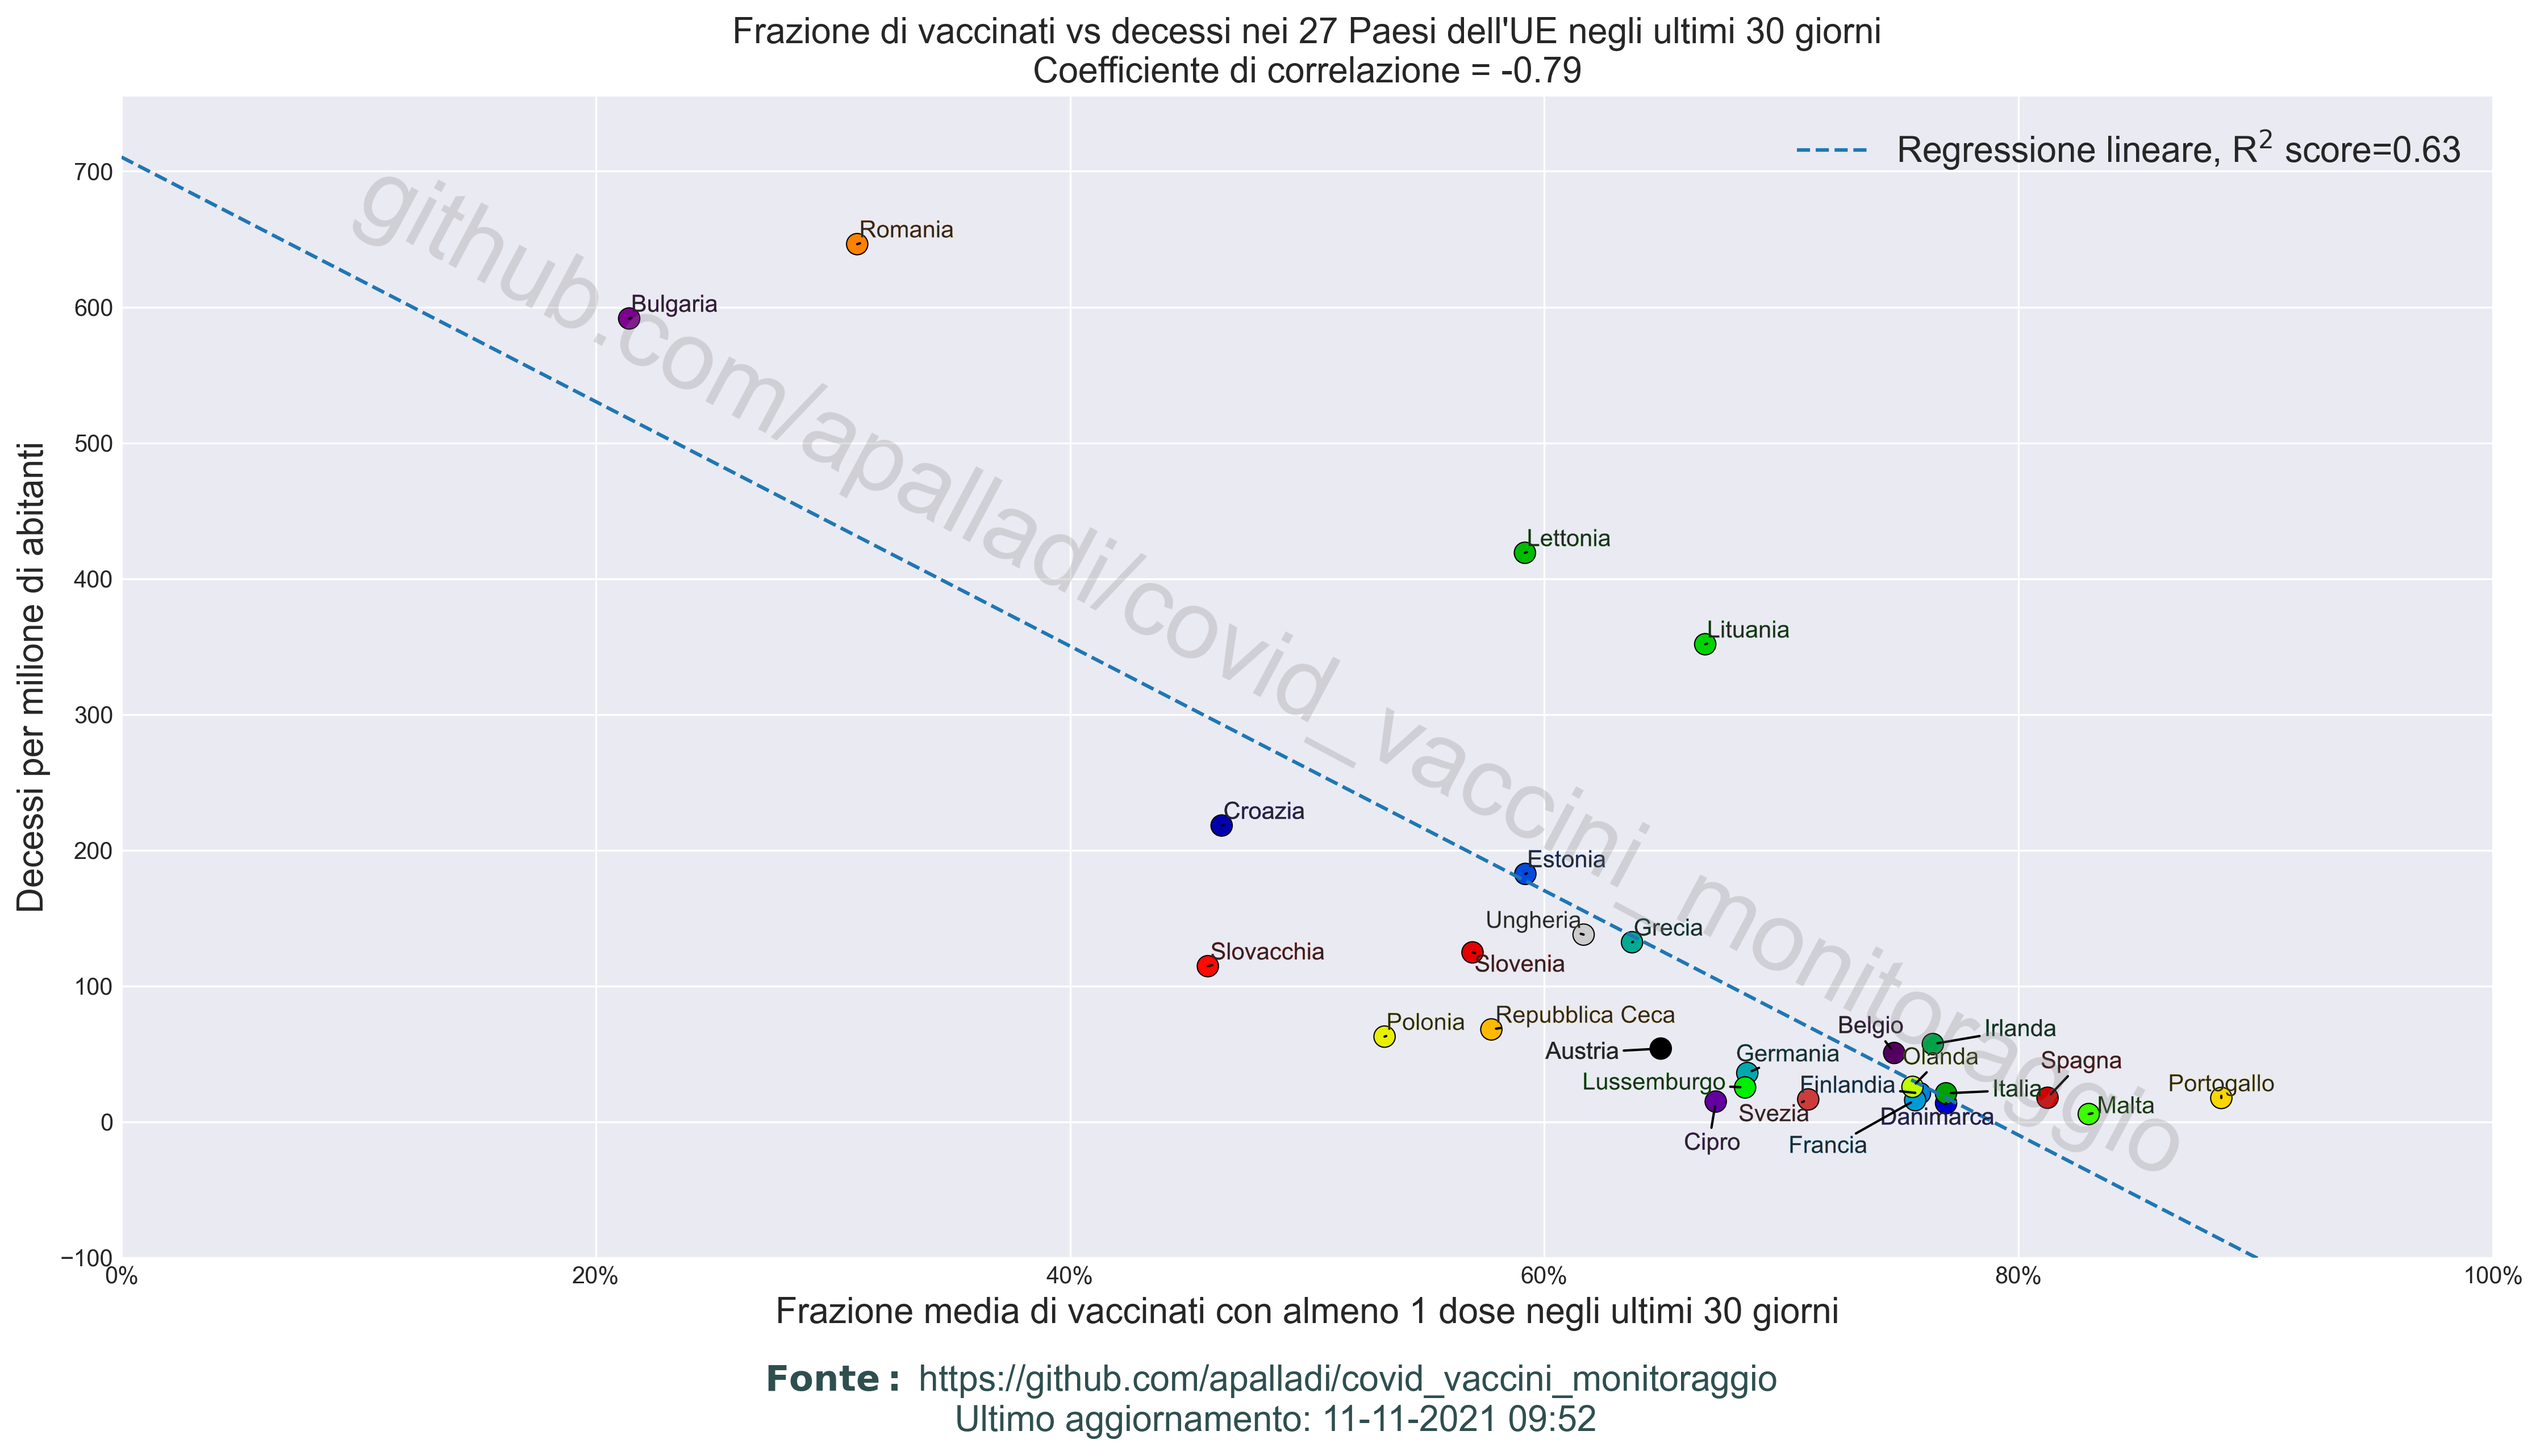 Frazione di vaccinati vs decessi nei 27 Paesi dell'UE negli ultimi 30 giorni
Coefficiente di correlazione = -0.79
Regressione lineare, R² score=0.63
Decessi per milione di abitanti
700
600
500
400
300
200
100
0
−100
Romania
Bulgaria
Lettonia
Lituania
Croazia
Estonia
Ungheria
Grecia
Slovacchia
Slovenia
Polonia
Repubblica Ceca
Belgio
Irlanda
Austria
Germania
Olanda
Spagna
Lussemburgo
Finlandia
Italia
Portogallo
Svezia
Danimarca
Malta
Cipro
Francia
github.com/apalladi/covid_vaccini_monitoraggio
0%
20%
40%
60%
80%
100%
Frazione media di vaccinati con almeno 1 dose negli ultimi 30 giorni
Fonte: https://github.com/apalladi/covid_vaccini_monitoraggio
Ultimo aggiornamento: 11-11-2021 09:52